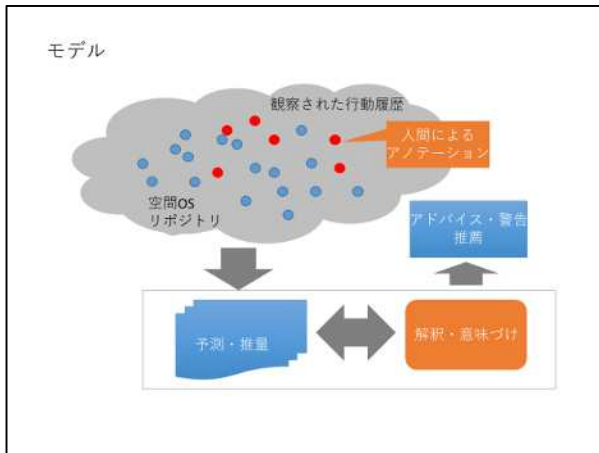 モデル
観察された行動履歴
人間による
アノテーション
空間OS
リポジトリ
アドバイス・警告
推薦
予測・推量
解釈・意味づけ